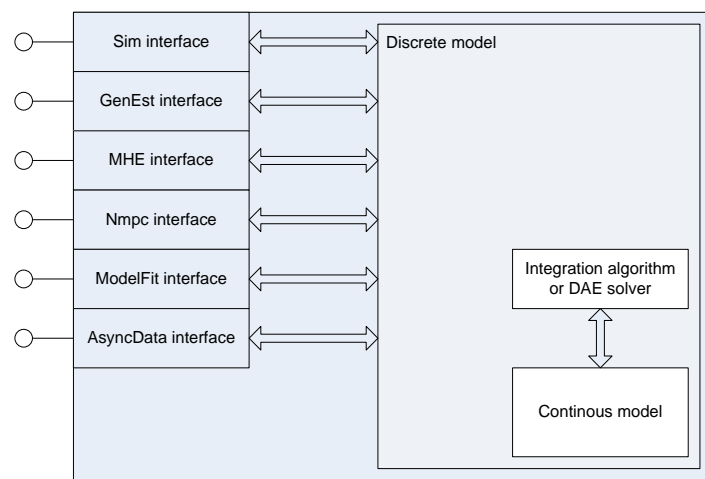 Sim interface
GenEst interface
MHE interface
Nmpc interface
ModelFit interface
AsyncData interface
Discrete model
Integration algorithm
or DAE solver
Continous model